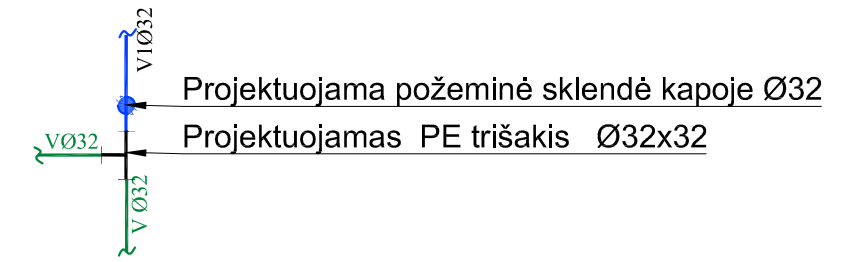 V1Ø32
Projektuojama požeminė sklendė kapoje Ø32
VØ32
Projektuojamas PE trišakis Ø32x32
V Ø32